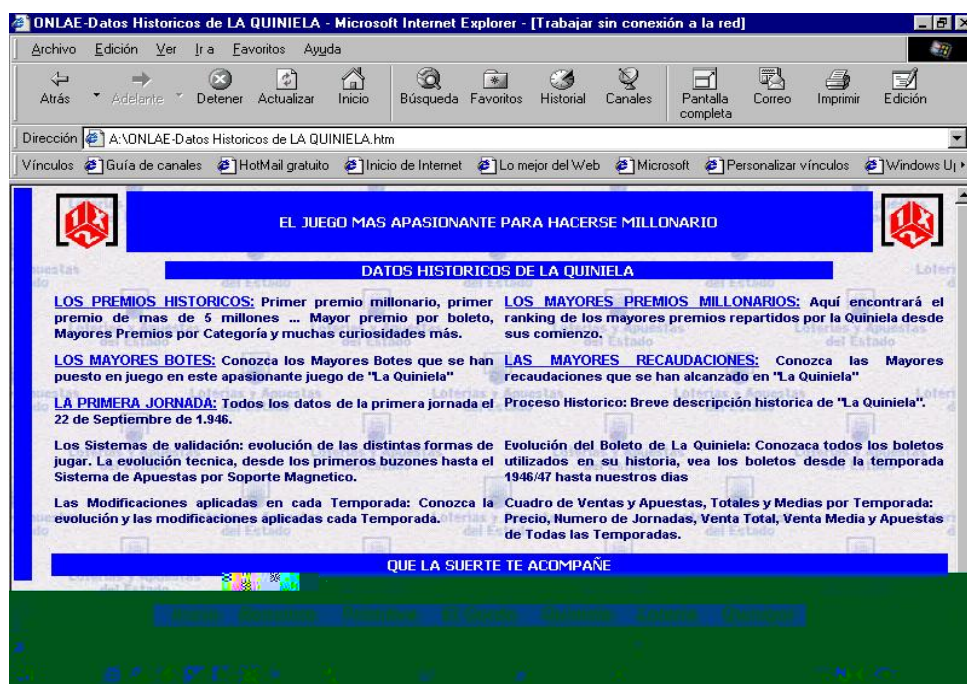 ONLAE-Datos Historicos de LA QUINIELA - Microsoft Internet Explorer - [Trabajar sin conexión a la red]
Archivo Edición Ver Ir a Favoritos Ayuda
Atrás Adelante Detener Actualizar Inicio Búsqueda Favoritos Historial Canales Pantalla completa Correo Imprimir Edición
Dirección A:\ONLAE-Datos Historicos de LA QUINIELA.htm
Vínculos Guía de canales HotMail gratuito Inicio de Internet Lo mejor del Web Microsoft Personalizar vínculos Windows
EL JUEGO MAS APASIONANTE PARA HACERSE MILLONARIO
DATOS HISTORICOS DE LA QUINIELA
LOS PREMIOS HISTORICOS: Primer premio millonario, primer
premio de mas de 5 millones ... Mayor premio por boleto,
Mayores Premios por Categoría y muchas curiosidades más.
LOS MAYORES PREMIOS MILLONARIOS: Aquí encontrará el
ranking de los mayores premios repartidos por la Quiniela desde
sus comienzo.
LOS MAYORES BOTES: Conozca los Mayores Botes que se han
puesto en juego en este apasionante juego de "La Quiniela"
LAS MAYORES RECAUDACIONES: Conozca las Mayores
recaudaciones que se han alcanzado en "La Quiniela"
LA PRIMERA JORNADA: Todos los datos de la primera jornada el
22 de Septiembre de 1.946.
Proceso Historico: Breve descripción historica de "La Quiniela".
Los Sistemas de validación: evolución de las distintas formas de
jugar. La evolución tecnica, desde los primeros buzones hasta el
Sistema de Apuestas por Soporte Magnetico.
Evolución del Boleto de La Quiniela: Conozaca todos los boletos
utilizados en su historia, vea los boletos desde la temporada
1946/47 hasta nuestros dias
Las Modificaciones aplicadas en cada Temporada: Conozca la
evolución y las modificaciones aplicadas cada Temporada.
Cuadro de Ventas y Apuestas, Totales y Medias por Temporada:
Precio, Numero de Jornadas, Venta Total, Venta Media y Apuestas
de Todas las Temporadas.
QUE LA SUERTE TE ACOMPAÑE